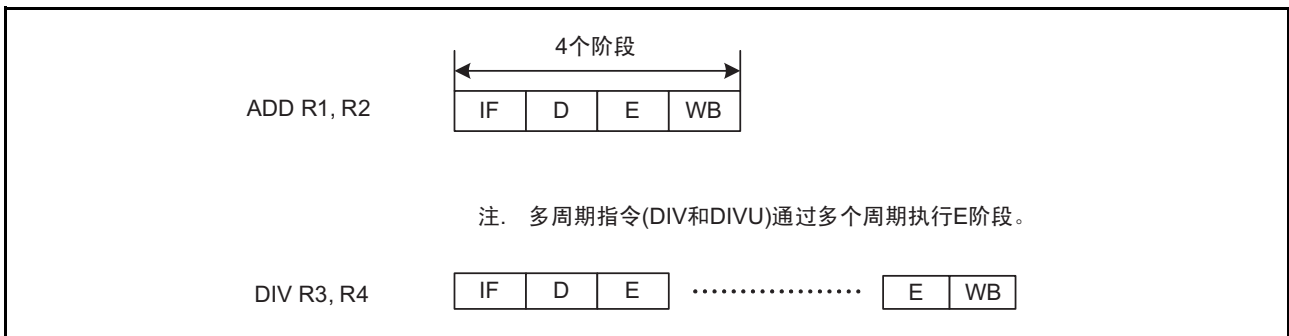 4个阶段
ADD R1, R2 IF D E WB
注. 多周期指令(DIV和DIVU)通过多个周期执行E阶段。
DIV R3, R4 IF D E ·················· E WB